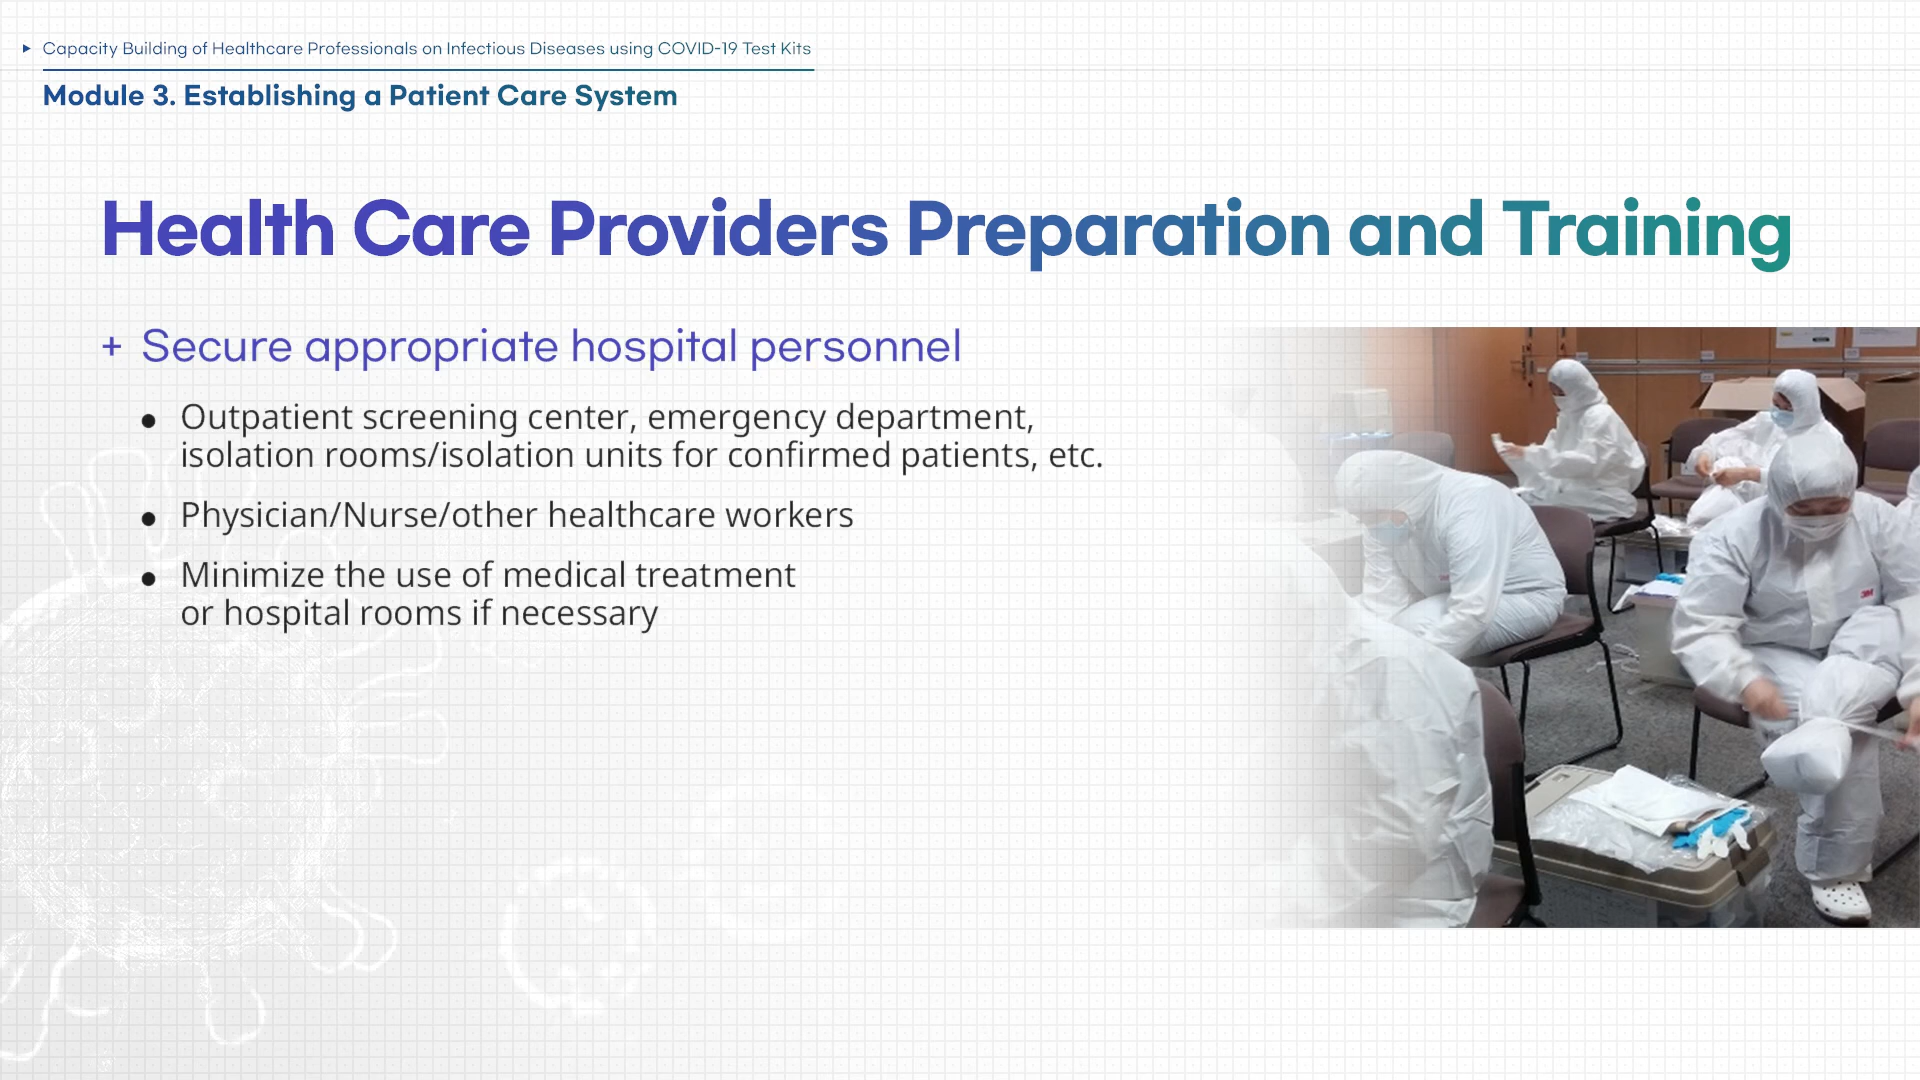 Capacity Building of Healthcare Professionals on Infectious Diseases using COVID-19 Test Kits
Module 3. Establishing a Patient Care System
Health Care Providers Preparation and Training
+ Secure appropriate hospital personnel
● Outpatient screening center, emergency department,
isolation rooms/isolation units for confirmed patients, etc.
● Physician/Nurse/other healthcare workers
● Minimize the use of medical treatment
or hospital rooms if necessary
3M